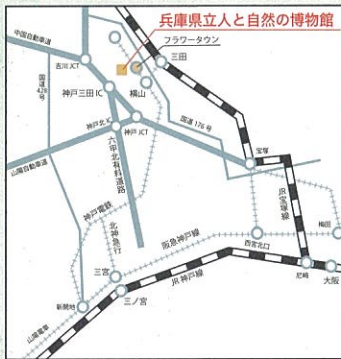 兵庫県立人と自然の博物館
フラワータウン
中国自動車道
三田
吉川JCT
国道428号
横山
神戸三田IC
国道176号
神戸北IC
神戸JCT
宝塚
山陽自動車道
六甲北有料道路
神戸電鉄
JR宝塚線
北神急行
阪急神戸線
西宮北口
梅田
三宮
JR神戸線
尼崎
大阪
新開地
三ノ宮
山陽電車